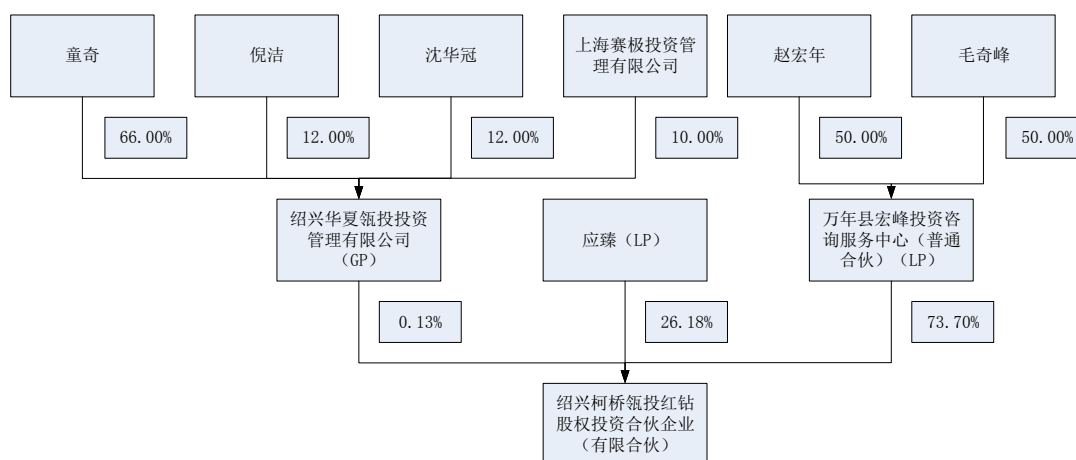 童奇
倪洁
沈华冠
上海赛极投资管
理有限公司
赵宏年
毛奇峰
66.00%
12.00%
12.00%
10.00%
50.00%
50.00%
绍兴华夏瓴投投资
管理有限公司
（GP）
应臻（LP）
万年县宏峰投资咨
询服务中心（普通
合伙）（LP）
0.13%
26.18%
73.70%
绍兴柯桥瓴投红钻
股权投资合伙企业
（有限合伙）